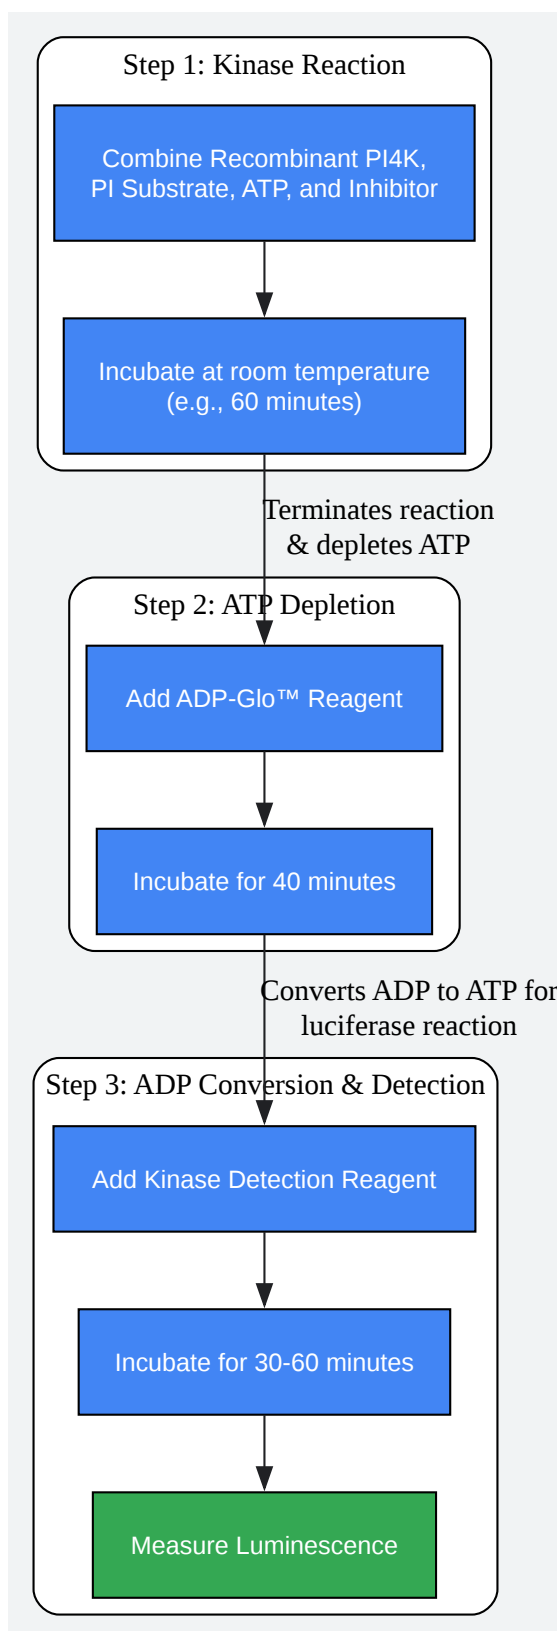 Step 1: Kinase Reaction
Combine Recombinant PI4K,
PI Substrate, ATP, and Inhibitor
Incubate at room temperature
(e.g., 60 minutes)
Terminates reaction
& depletes ATP
Step 2: ATP Depletion
Add ADP-Glo™ Reagent
Incubate for 40 minutes
Converts ADP to ATP for
luciferase reaction
Step 3: ADP Conversion & Detection
Add Kinase Detection Reagent
Incubate for 30-60 minutes
Measure Luminescence